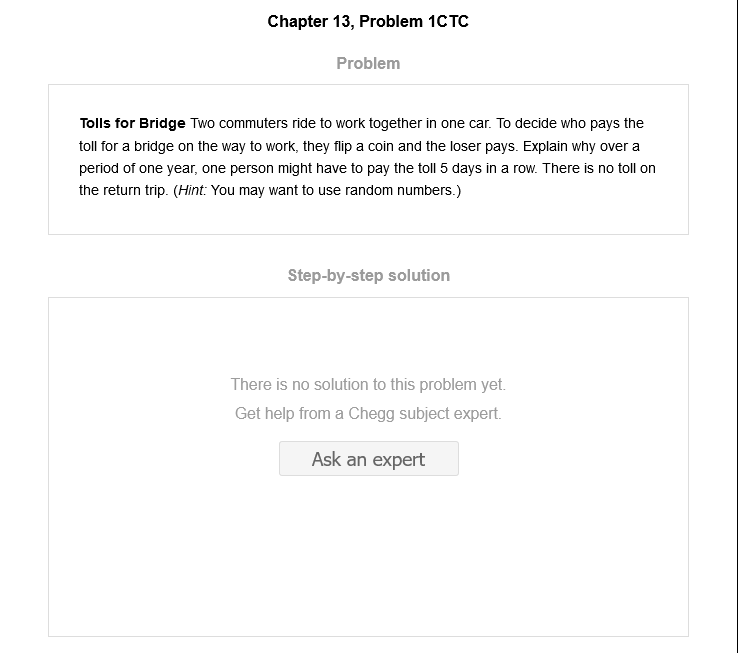 Chapter 13, Problem 1CTC
Problem
Tolls for Bridge Two commuters ride to work together in one car. To decide who pays the
toll for a bridge on the way to work, they flip a coin and the loser pays. Explain why over a
period of one year, one person might have to pay the toll 5 days in a row. There is no toll on
the return trip. (Hint: You may want to use random numbers.)
Step-by-step solution
There is no solution to this problem yet.
Get help from a Chegg subject expert.
Ask an expert